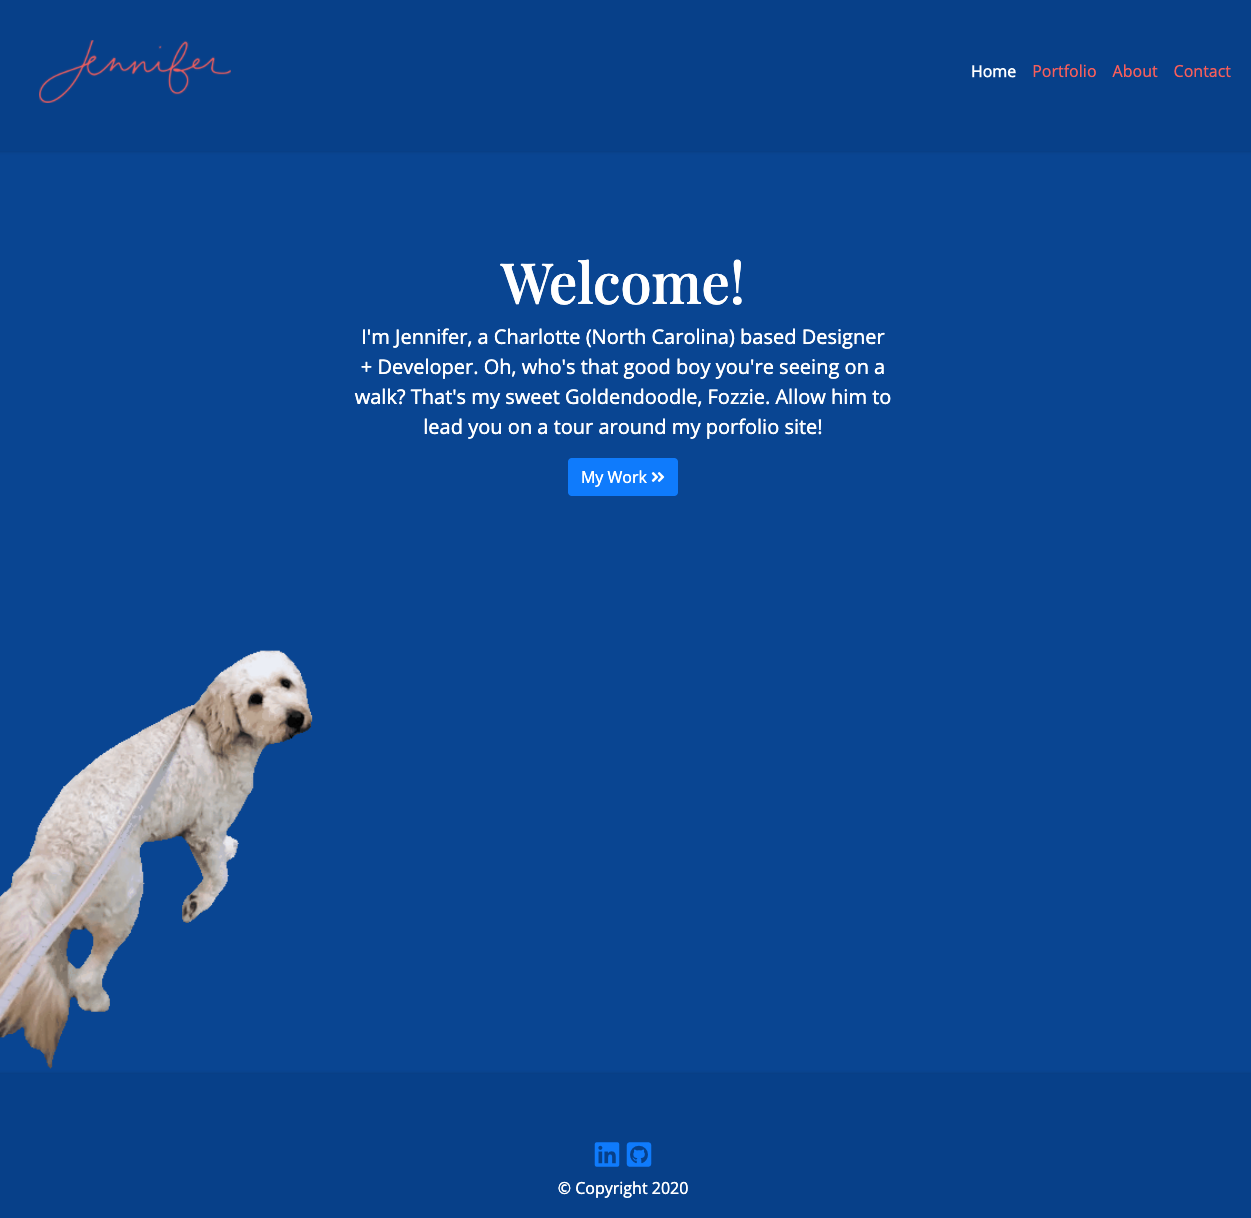 Jennifer
Home Portfolio About Contact
Welcome!
I'm Jennifer, a Charlotte (North Carolina) based Designer
+ Developer. Oh, who's that good boy you're seeing on a
walk? That's my sweet Goldendoodle, Fozzie. Allow him to
lead you on a tour around my porfolio site!
My Work »
in
© Copyright 2020